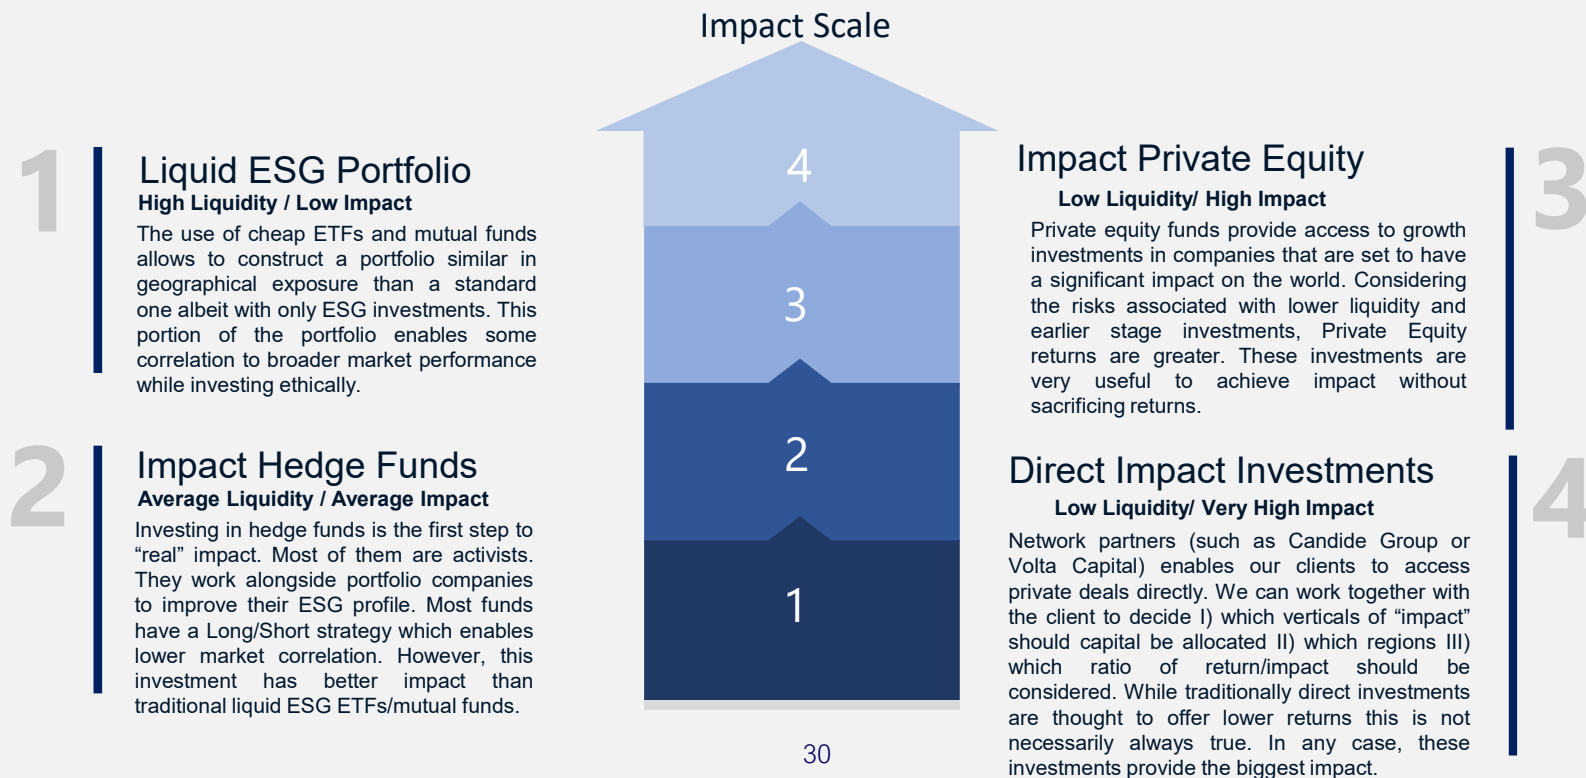 Impact Scale
1
Liquid ESG Portfolio
High Liquidity / Low Impact
The use of cheap ETFs and mutual funds
allows to construct a portfolio similar in
geographical exposure than a standard
one albeit with only ESG investments. This
portion of the portfolio enables some
correlation to broader market performance
while investing ethically.
2
Impact Hedge Funds
Average Liquidity / Average Impact
Investing in hedge funds is the first step to
“real” impact. Most of them are activists.
They work alongside portfolio companies
to improve their ESG profile. Most funds
have a Long/Short strategy which enables
lower market correlation. However, this
investment has better impact than
traditional liquid ESG ETFs/mutual funds.
4
3
2
1
Impact Private Equity
3
Low Liquidity/ High Impact
Private equity funds provide access to growth
investments in companies that are set to have
a significant impact on the world. Considering
the risks associated with lower liquidity and
earlier stage investments, Private Equity
returns are greater. These investments are
very useful to achieve impact without
sacrificing returns.
Direct Impact Investments
4
Low Liquidity/ Very High Impact
Network partners (such as Candide Group or
Volta Capital) enables our clients to access
private deals directly. We can work together with
the client to decide I) which verticals of “impact”
should capital be allocated II) which regions III)
which ratio of return/impact should be
considered. While traditionally direct investments
are thought to offer lower returns this is not
necessarily always true. In any case, these
investments provide the biggest impact.
30